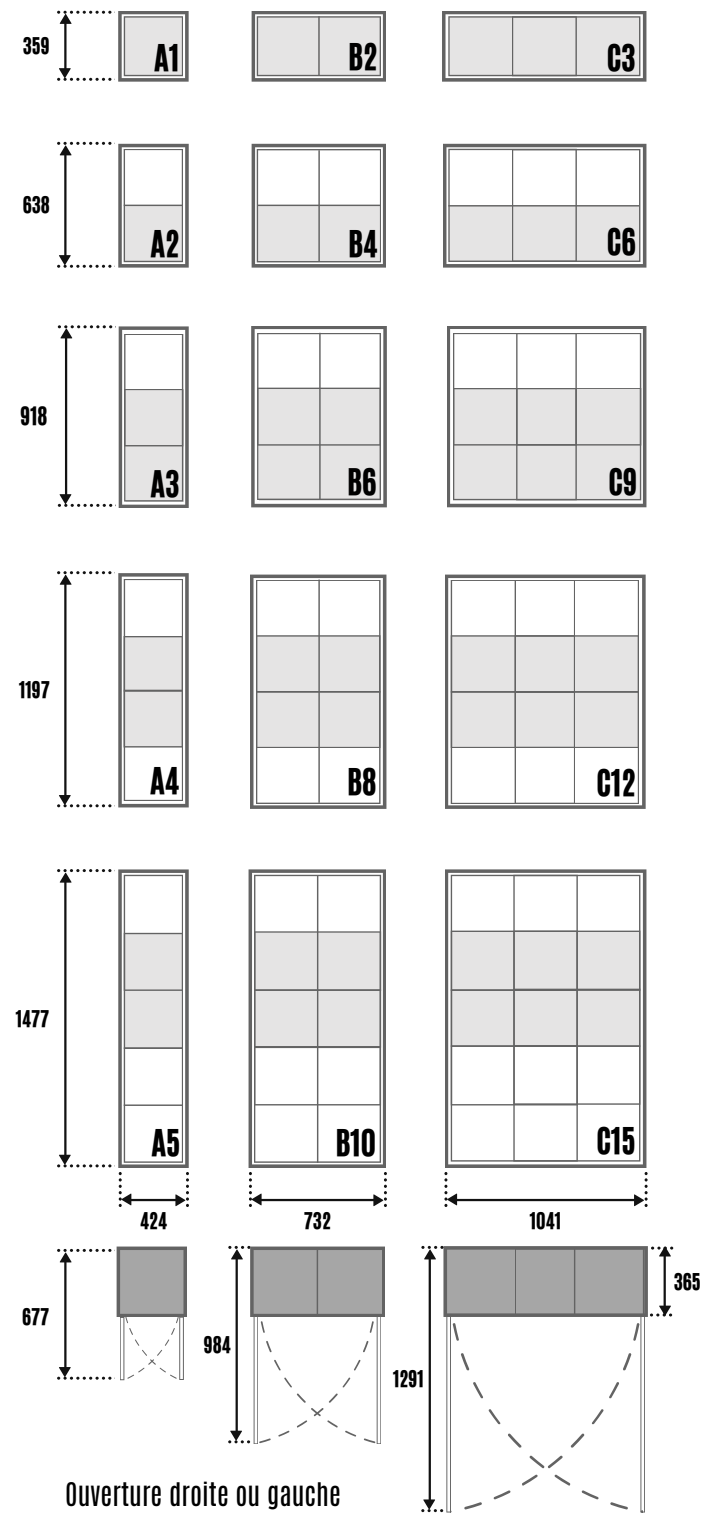 359
A1
B2
C3
638
A2
B4
C6
918
A3
B6
C9
1197
A4
B8
C12
1477
A5
B10
C15
424
732
1041
677
984
1291
365
Ouverture droite ou gauche